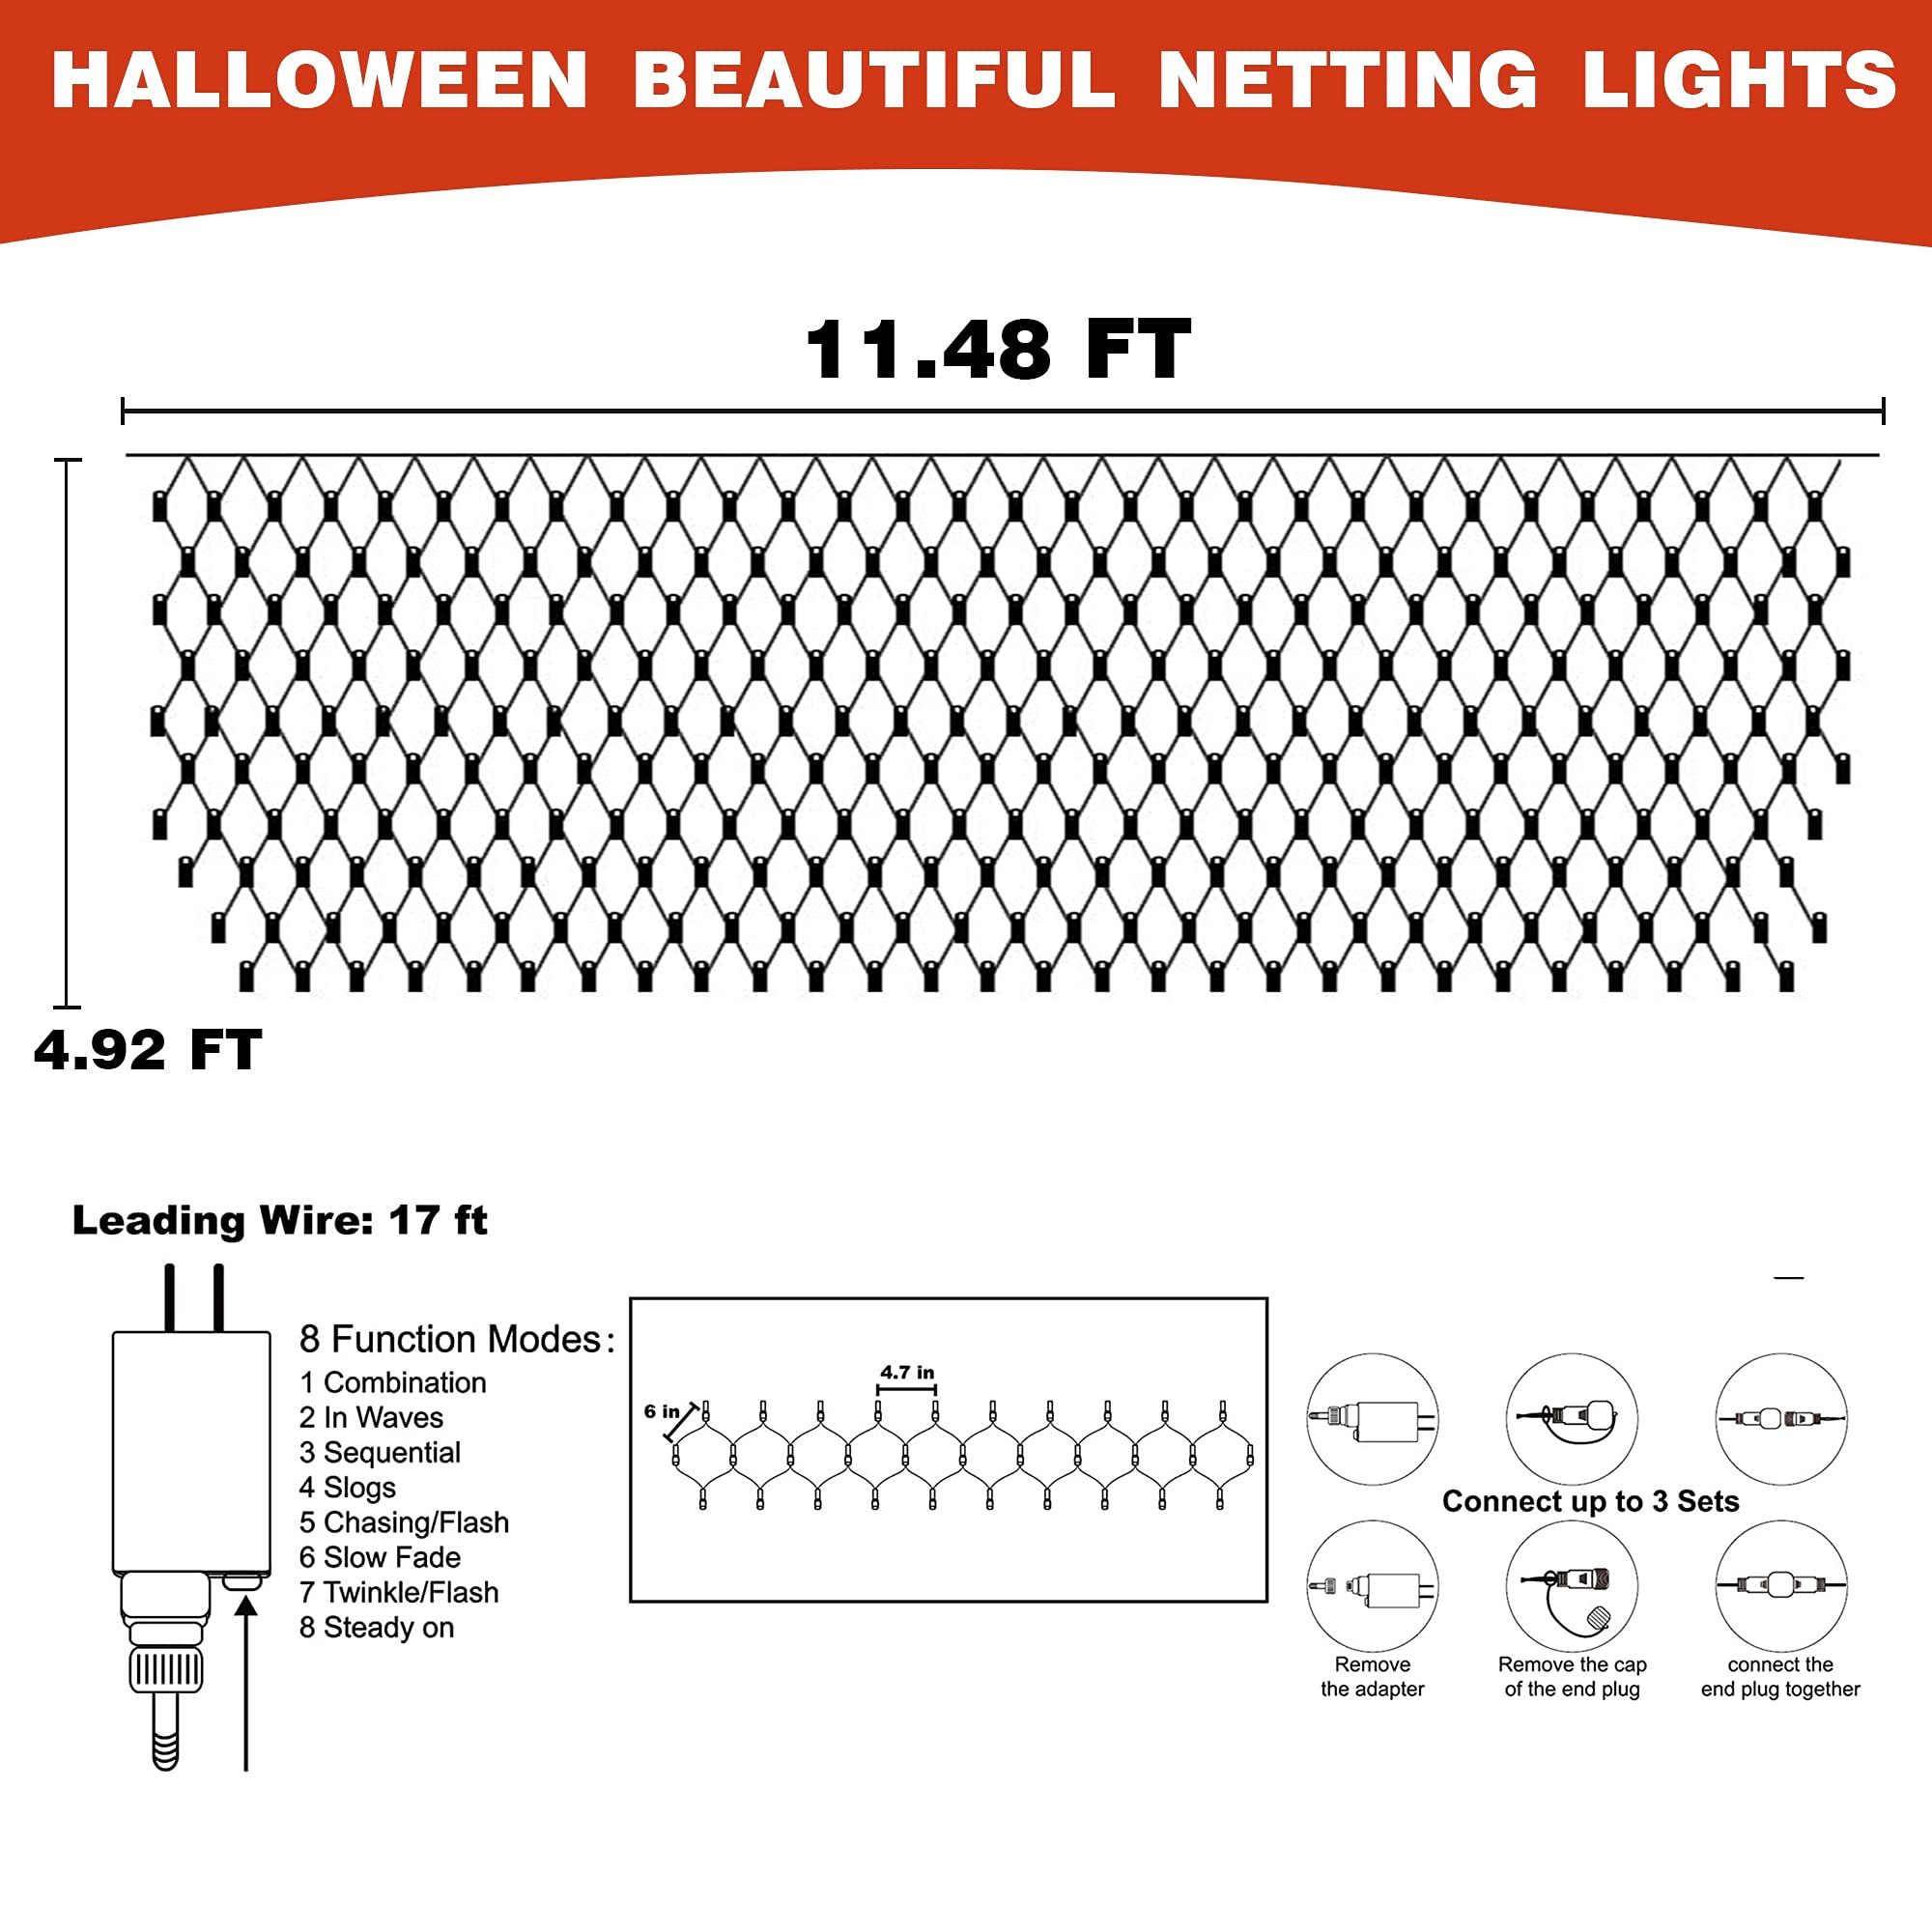 HALLOWEEN BEAUTIFUL NETTING LIGHTS
11.48 FT
4.92 FT
Leading Wire: 17 ft
8 Function Modes:
1 Combination
2 In Waves
3 Sequential
4 Slogs
5 Chasing/Flash
6 Slow Fade
7 Twinkle/Flash
8 Steady on
4.7 in
6 in
Connect up to 3 Sets
Remove
the adapter
Remove the cap
of the end plug
connect the
end plug together